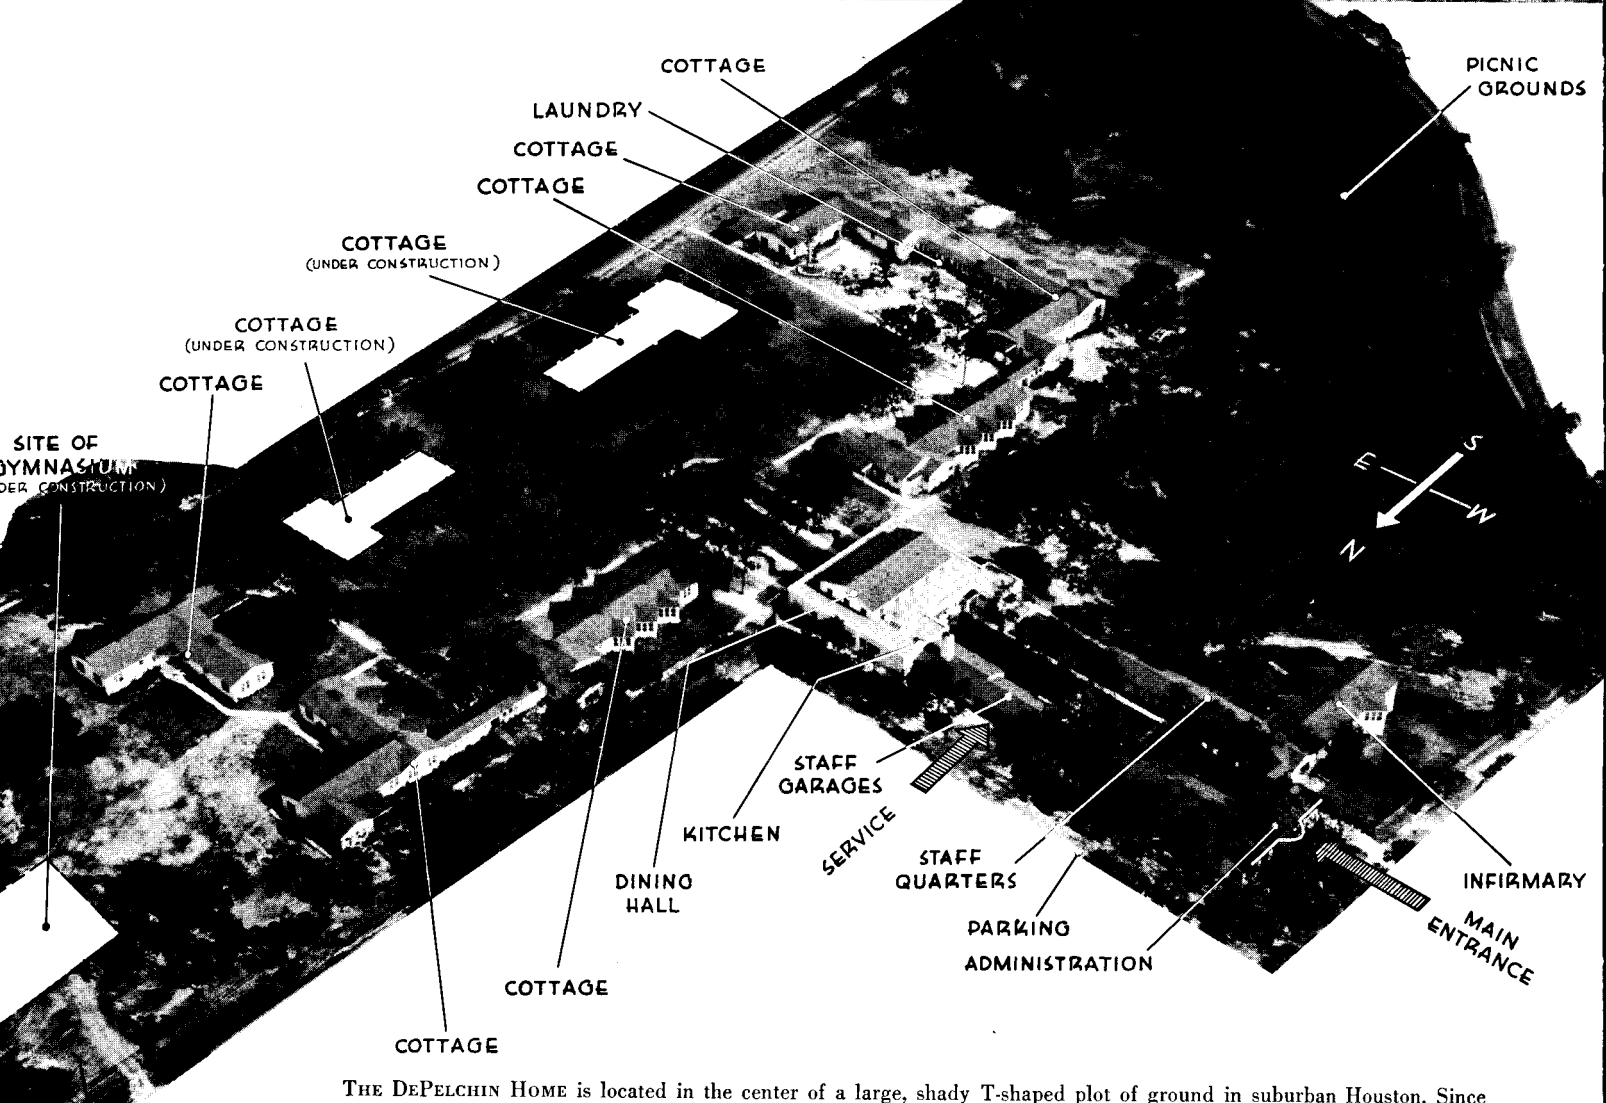 COTTAGE
PICNIC
GROUNDS
LAUNDRY
COTTAGE
COTTAGE
COTTAGE
(UNDER CONSTRUCTION)
COTTAGE
(UNDER CONSTRUCTION)
COTTAGE
SITE OF
GYMNASIUM
CONSTRUCTION)
S
E
W
N
STAFF
GARAGES
SERVICE
KITCHEN
STAFF
QUARTERS
DINING
HALL
INFIRMARY
PARKING
MAIN
ENTRANCE
ADMINISTRATION
COTTAGE
COTTAGE
THE DEPELCHIN HOME is located in the center of a large, shady T-shaped plot of ground in suburban Houston. Since